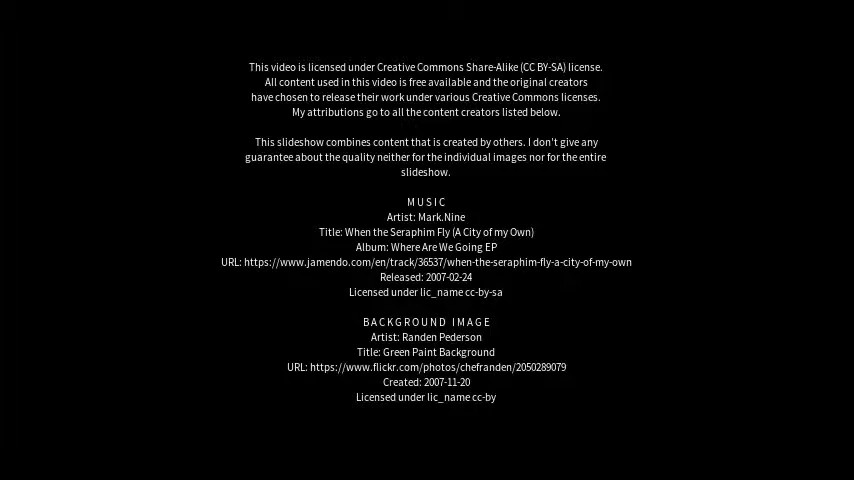 This video is licensed under Creative Commons Share-Alike (CC BY-SA) license.
All content used in this video is free available and the original creators
have chosen to release their work under various Creative Commons licenses.
My attributions go to all the content creators listed below.
This slideshow combines content that is created by others. I don't give any
guarantee about the quality neither for the individual images nor for the entire
slideshow.
MUSIC
Artist: Mark.Nine
Title: When the Seraphim Fly (A City of my Own)
Album: Where Are We Going EP
URL: https://www.jamendo.com/en/track/36537/when-the-seraphim-fly-a-city-of-my-own
Released: 2007-02-24
Licensed under lic_name cc-by-sa
BACKGROUND IMAGE
Artist: Randen Pederson
Title: Green Paint Background
URL: https://www.flickr.com/photos/chefranden/2050289079
Created: 2007-11-20
Licensed under lic_name cc-by